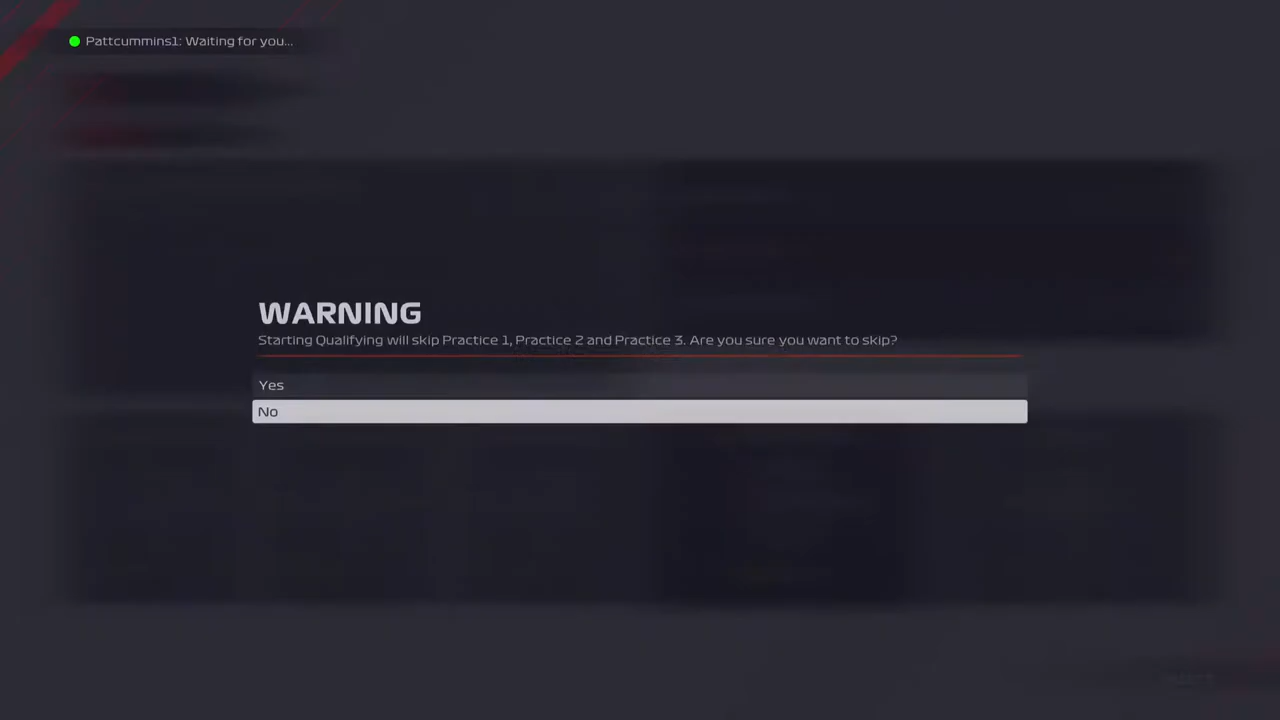 Pattcummins1: Waiting for you...
WARNING
Starting Qualifying will skip Practice 1, Practice 2 and Practice 3. Are you sure you want to skip?
Yes
No